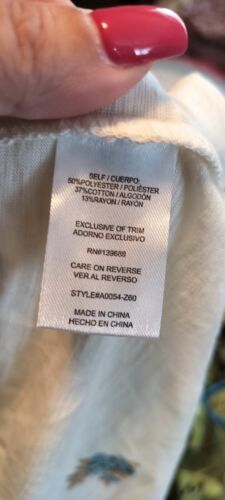 SELF / CUERPO:
50%POLYESTER / POLIÉSTER
37%COTTON / ALGODÓN
13%RAYON / RAYÓN
EXCLUSIVE OF TRIM
ADORNO EXCLUSIVO
RN#139688
CARE ON REVERSE
VER AL REVERSO
STYLE#A0054-Z60
MADE IN CHINA
HECHO EN CHINA